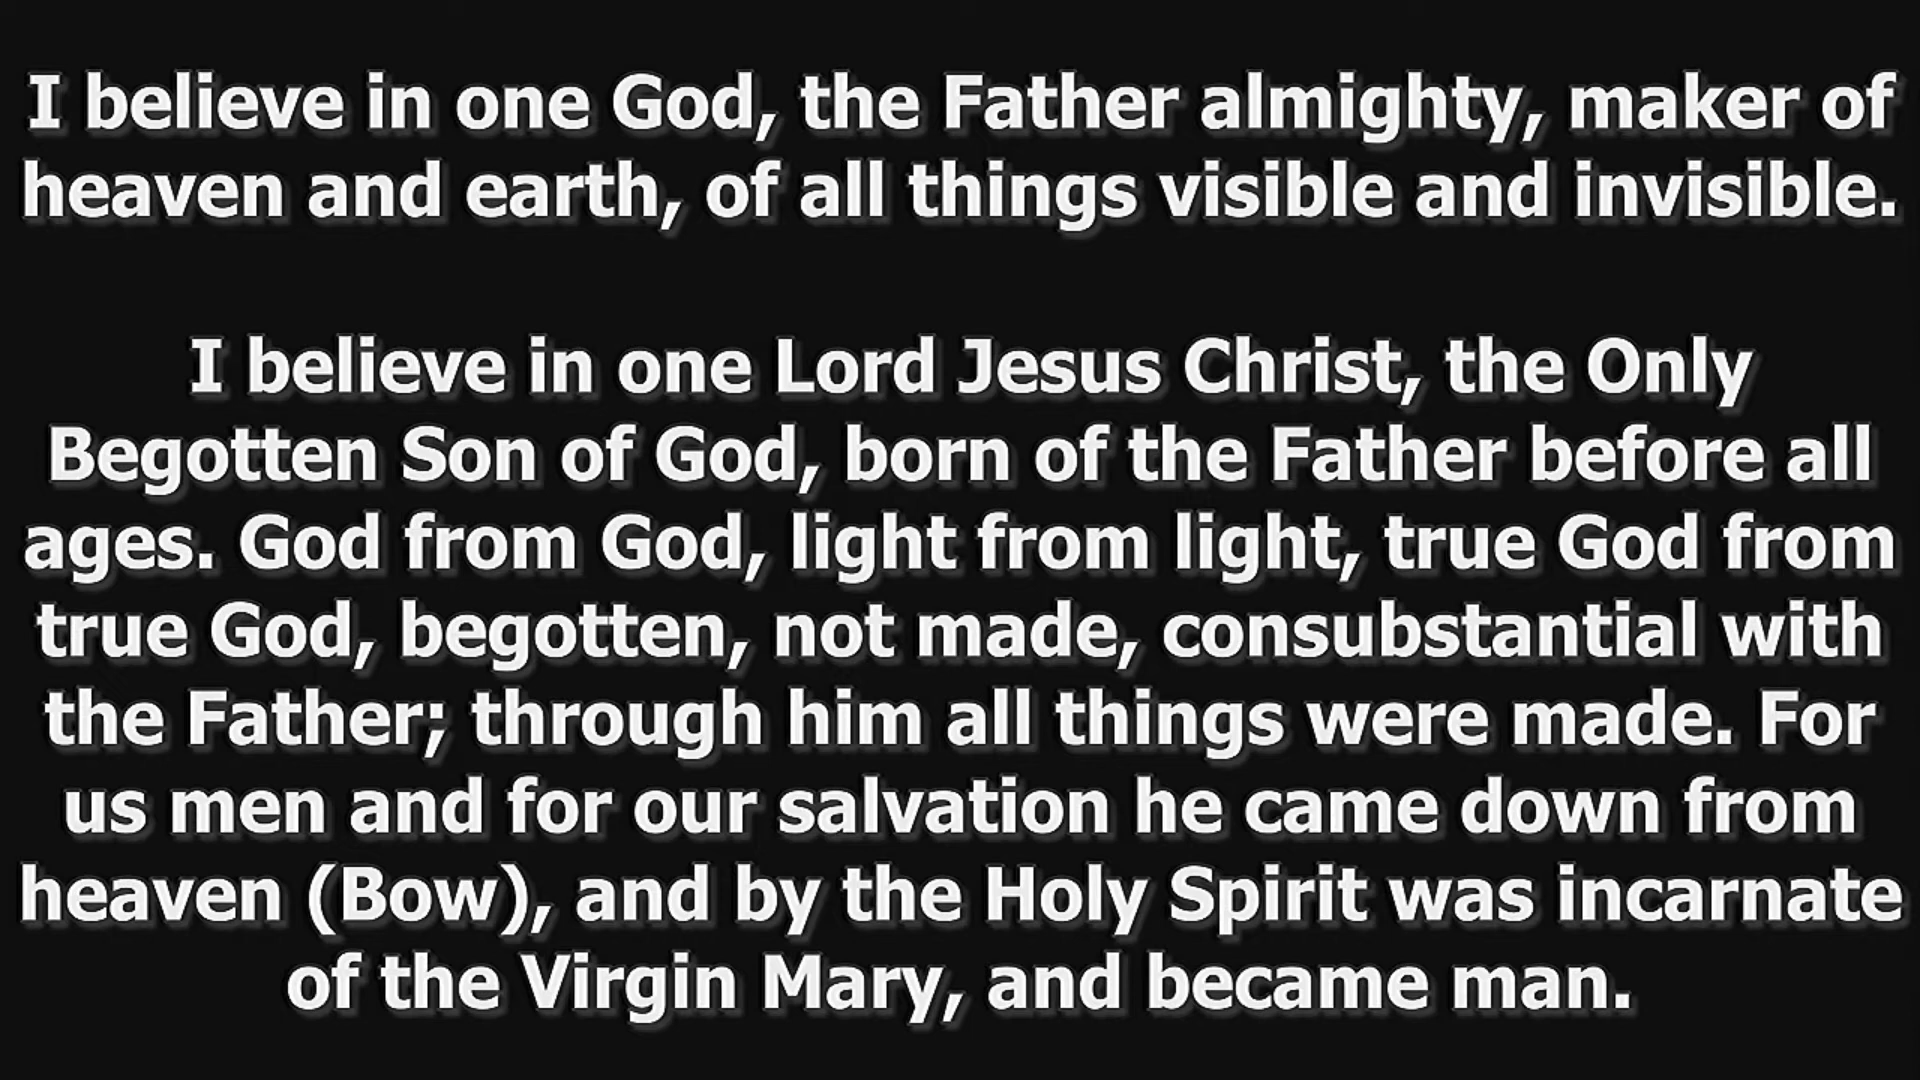 I believe in one God, the Father almighty, maker of
heaven and earth, of all things visible and invisible.
I believe in one Lord Jesus Christ, the Only
Begotten Son of God, born of the Father before all
ages. God from God, light from light, true God from
true God, begotten, not made, consubstantial with
the Father; through him all things were made. For
us men and for our salvation he came down from
heaven (Bow), and by the Holy Spirit was incarnate
of the Virgin Mary, and became man.